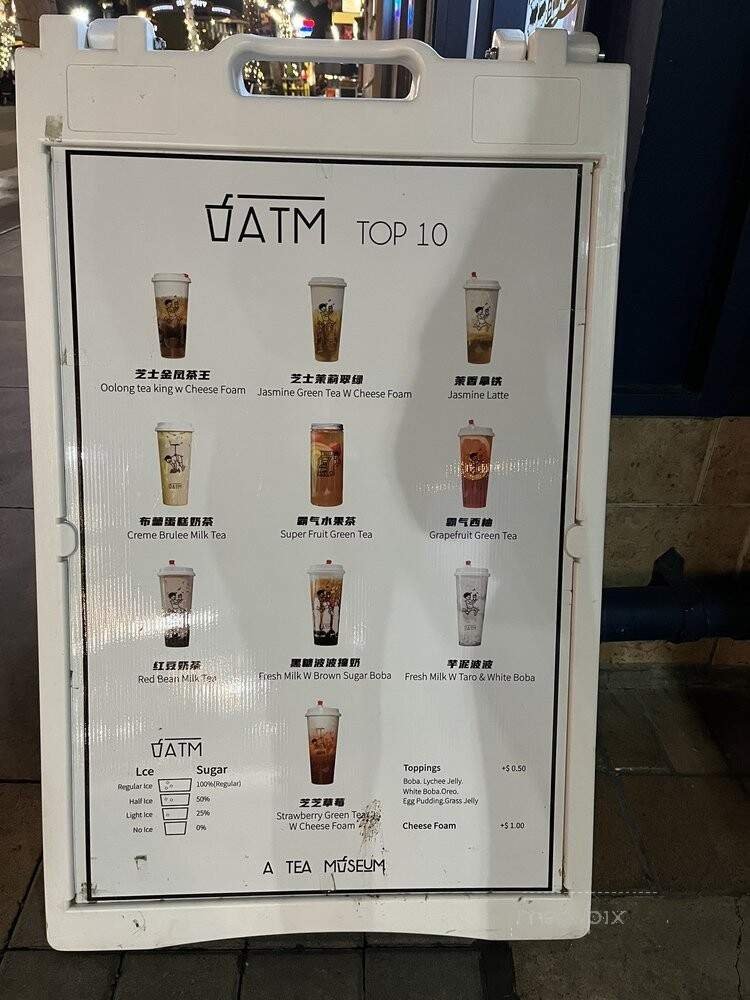 ATM TOP 10
芝士金凤茶王
Oolong tea king w Cheese Foam
芝士茉莉翠绿
Jasmine Green Tea W Cheese Foam
茉香拿铁
Jasmine Latte
布蕾蛋糕奶茶
Creme Brulee Milk Tea
霸气水果茶
Super Fruit Green Tea
霸气西柚
Grapefruit Green Tea
红豆奶茶
Red Bean Milk Tea
黑糖波波撞奶
Fresh Milk W Brown Sugar Boba
芋泥波波
Fresh Milk W Taro & White Boba
芝芝草莓
Strawberry Green Tea
W Cheese Foam
ATM
Lce Sugar
Regular Ice 100%(Regular)
Half Ice 50%
Light Ice 25%
No Ice 0%
Toppings +$ 0.50
Boba. Lychee Jelly.
White Boba.Oreo.
Egg Pudding.Grass Jelly
Cheese Foam +$ 1.00
A TEA MUSEUM